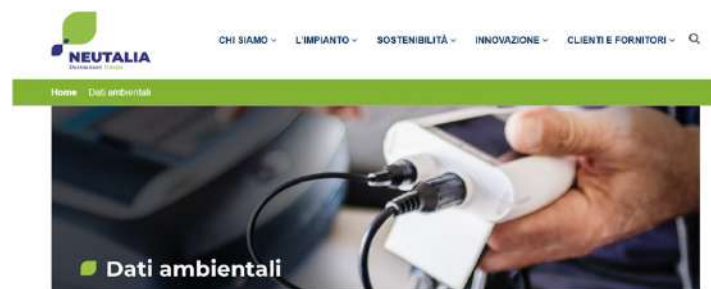 NEUTALIA
CHI SIAMO L'IMPIANTO SOSTENIBILITÀ INNOVAZIONE CLIENTI E FORNITORI
Home Dati ambientali
Dati ambientali